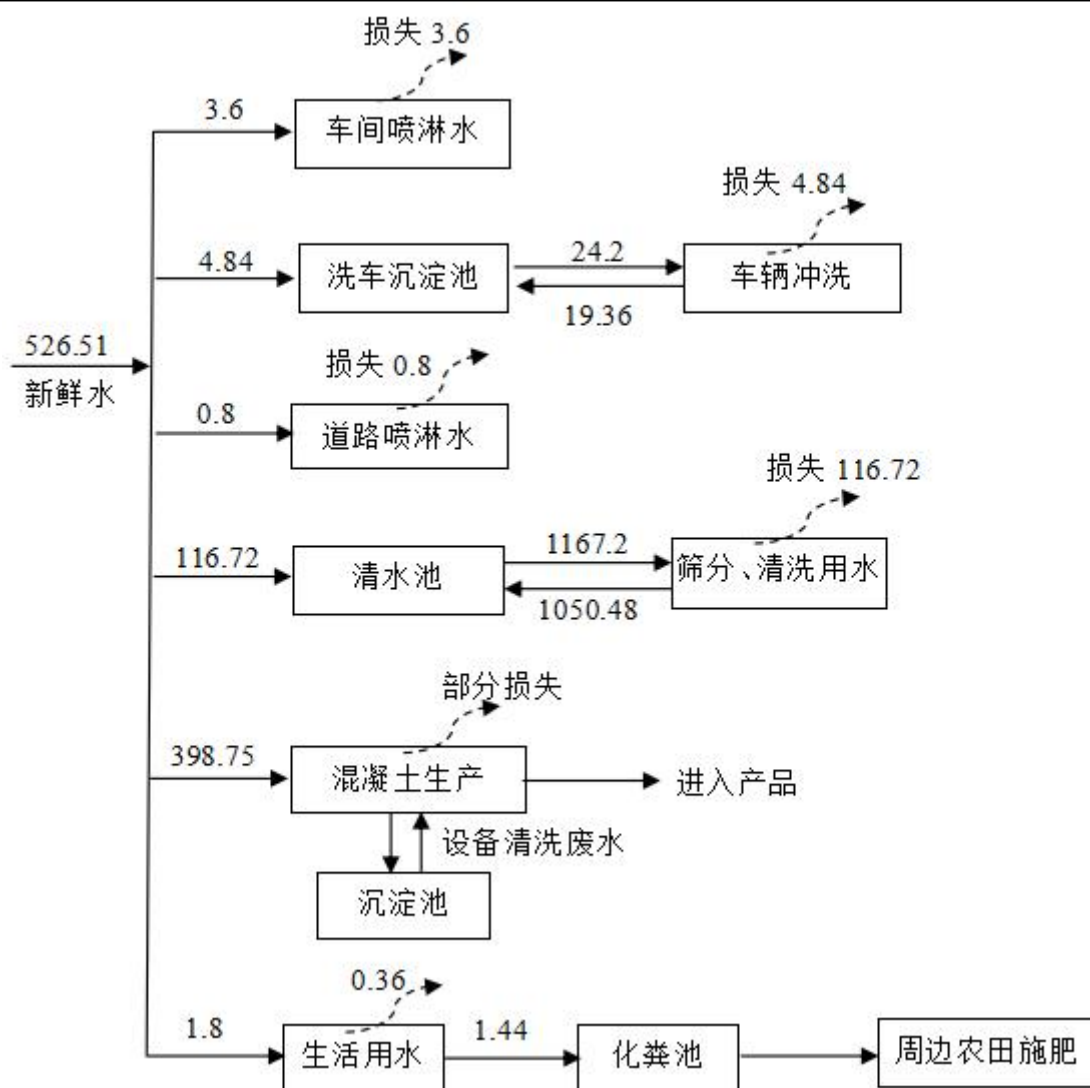 损失 3.6
3.6
车间喷淋水
损失 4.84
4.84
洗车沉淀池
24.2
19.36
车辆冲洗
526.51
新鲜水
损失 0.8
0.8
道路喷淋水
损失 116.72
116.72
清水池
1167.2
1050.48
筛分、清洗用水
部分损失
398.75
混凝土生产
进入产品
设备清洗废水
沉淀池
0.36
1.8
生活用水
1.44
化粪池
周边农田施肥